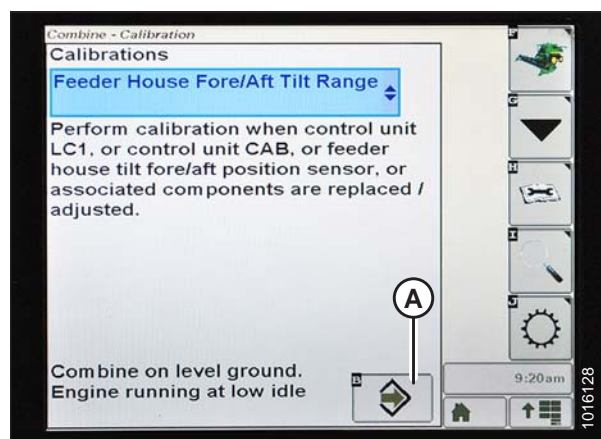 Combine - Calibration
Calibrations
Feeder House Fore/Aft Tilt Range
Perform calibration when control unit
LC1, or control unit CAB, or feeder
house tilt fore/aft position sensor, or
associated components are replaced /
adjusted.
Combine on level ground.
Engine running at low idle
A
B
F
G
H
I
J
9:20am
1016128